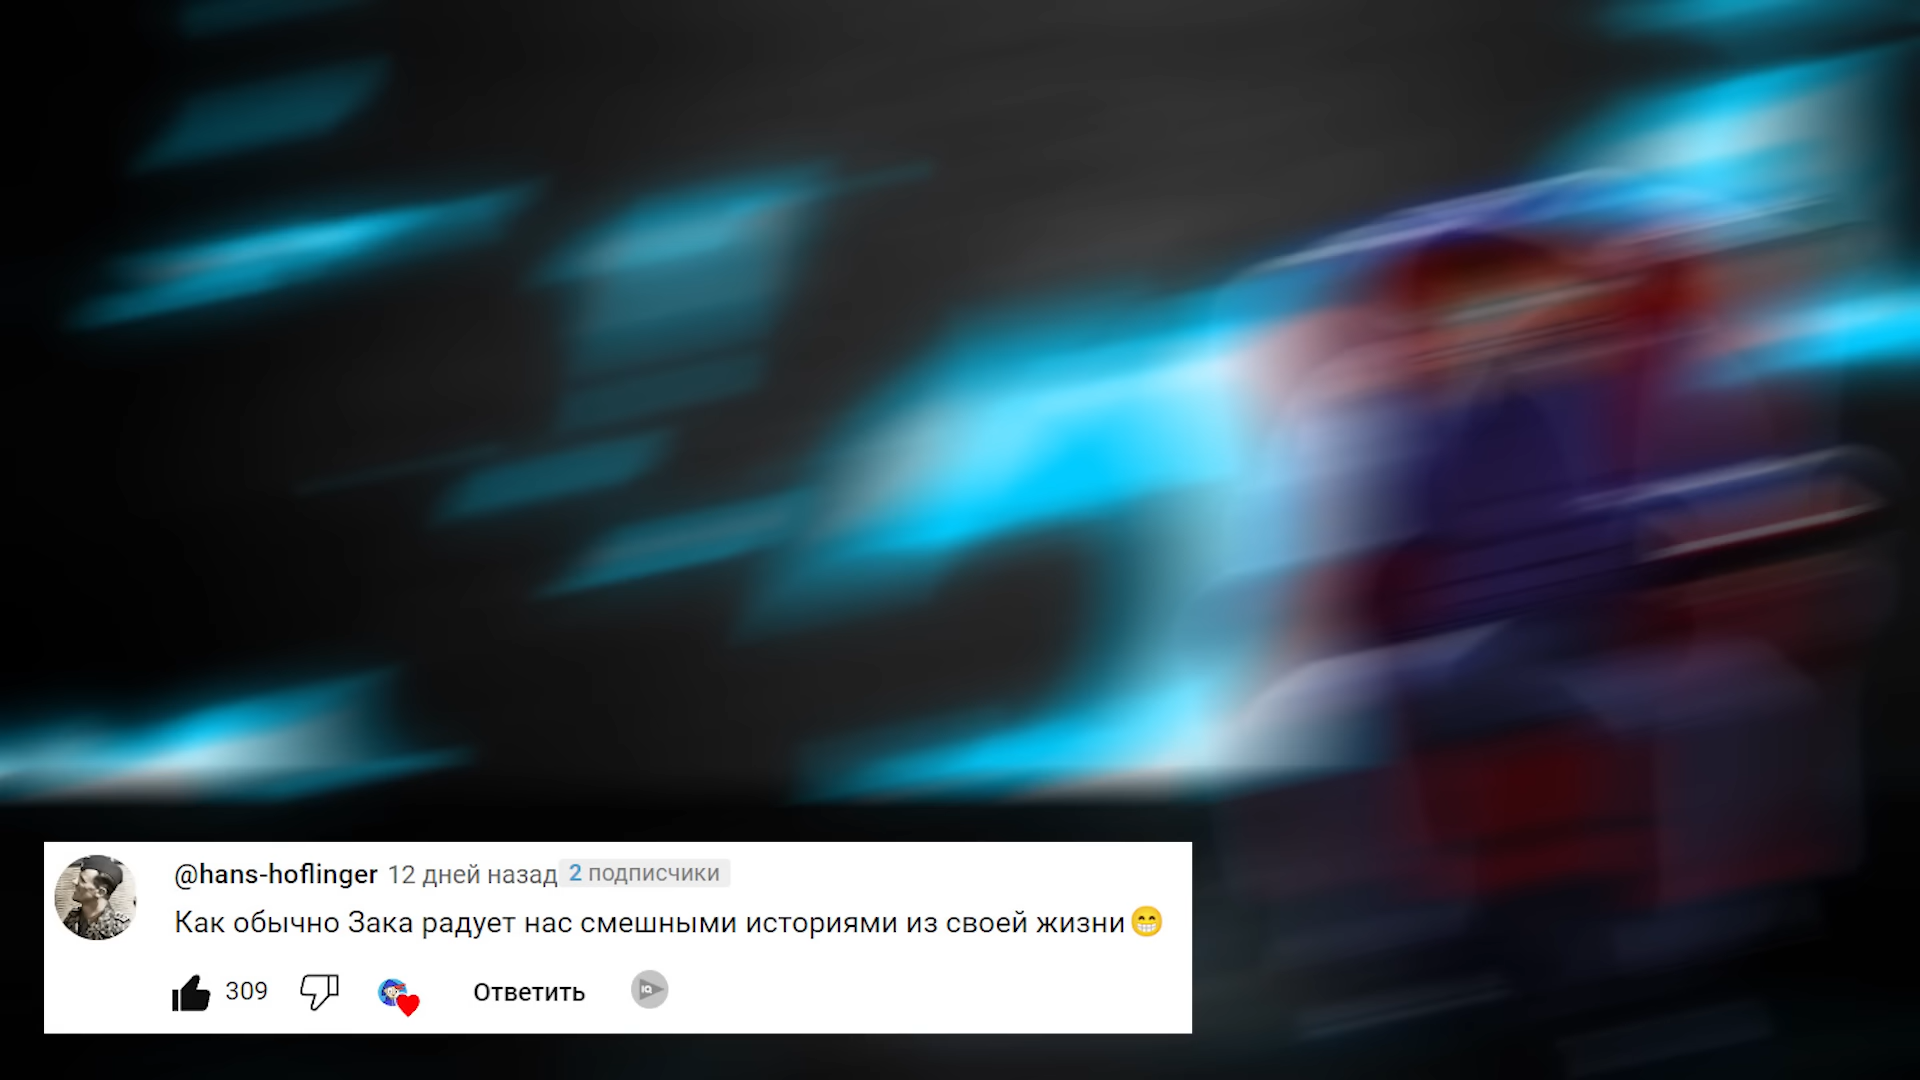 @hans-hoflinger 12 дней назад 2 подписчики
Как обычно Зака радует нас смешными историями из своей жизни😁
309 Ответить IQ